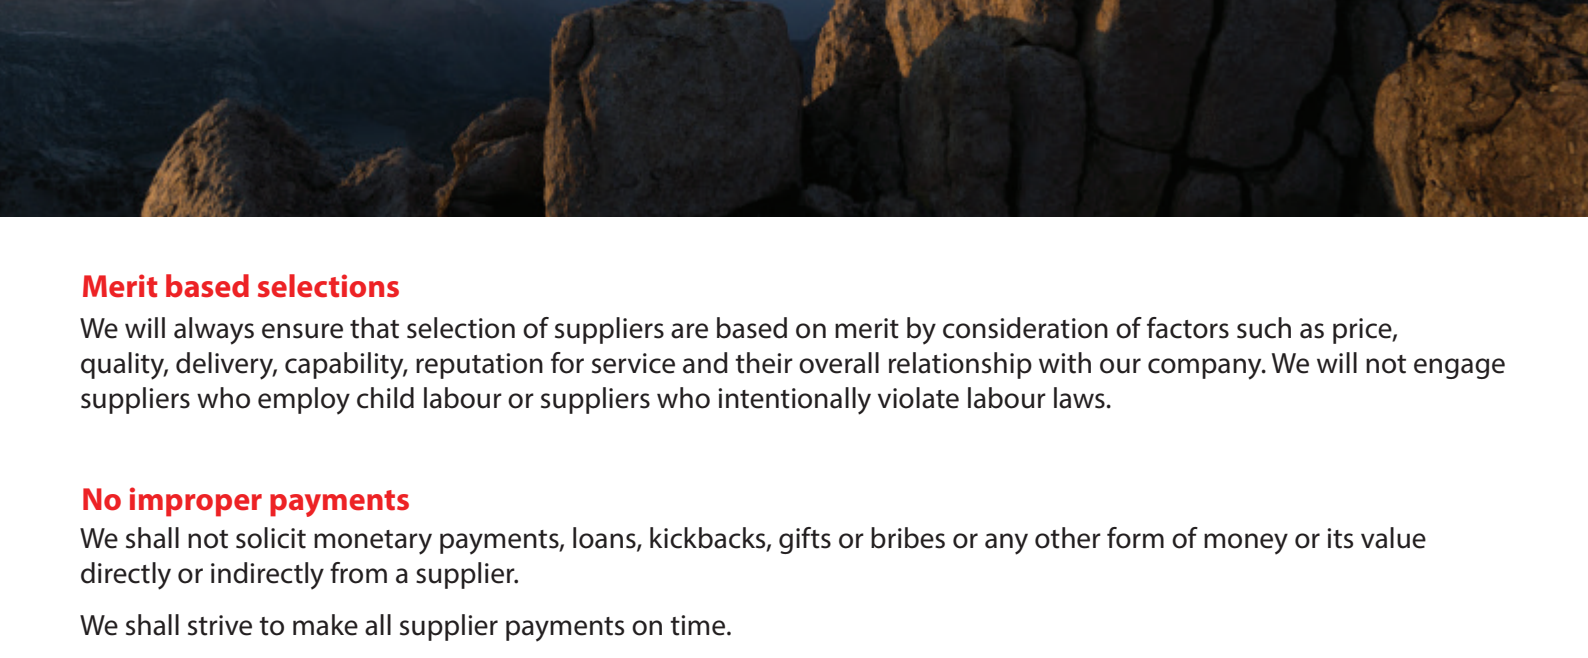 Merit based selections
We will always ensure that selection of suppliers are based on merit by consideration of factors such as price,
quality, delivery, capability, reputation for service and their overall relationship with our company. We will not engage
suppliers who employ child labour or suppliers who intentionally violate labour laws.
No improper payments
We shall not solicit monetary payments, loans, kickbacks, gifts or bribes or any other form of money or its value
directly or indirectly from a supplier.
We shall strive to make all supplier payments on time.